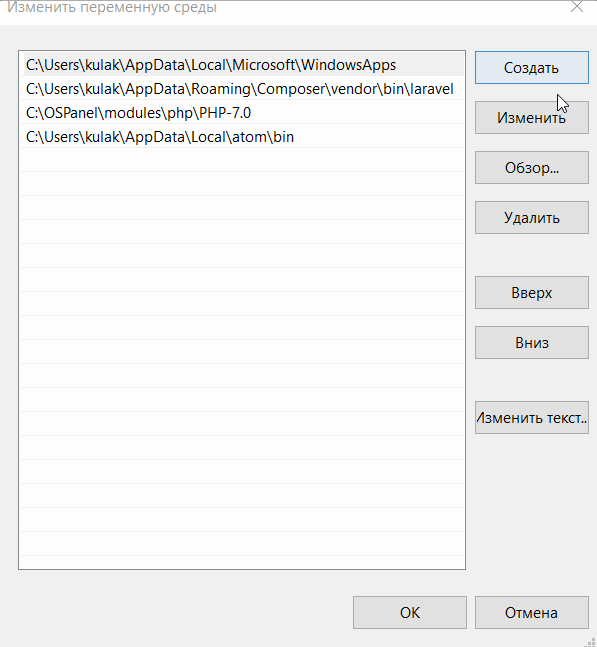 Изменить переменную среды
C:\Users\kulak\AppData\Local\Microsoft\WindowsApps
C:\Users\kulak\AppData\Roaming\Composer\vendor\bin\laravel
C:\OSPanel\modules\php\PHP-7.0
C:\Users\kulak\AppData\Local\atom\bin
Создать
Изменить
Обзор...
Удалить
Вверх
Вниз
Изменить текст..
OK
Отмена